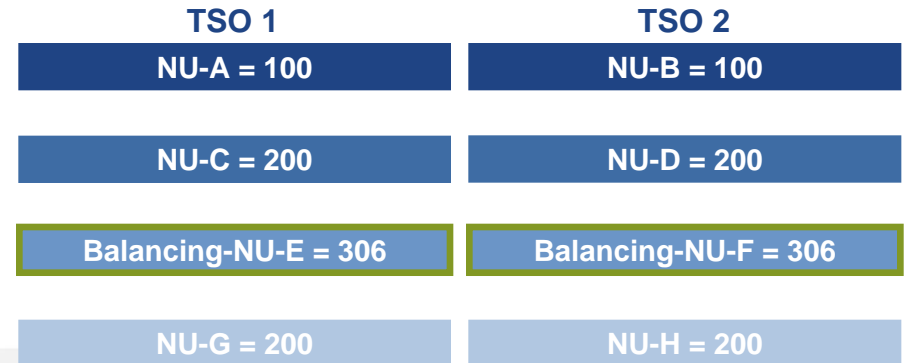 TSO 1 TSO 2
NU-A = 100 NU-B = 100
NU-C = 200 NU-D = 200
Balancing-NU-E = 306 Balancing-NU-F = 306
NU-G = 200 NU-H = 200